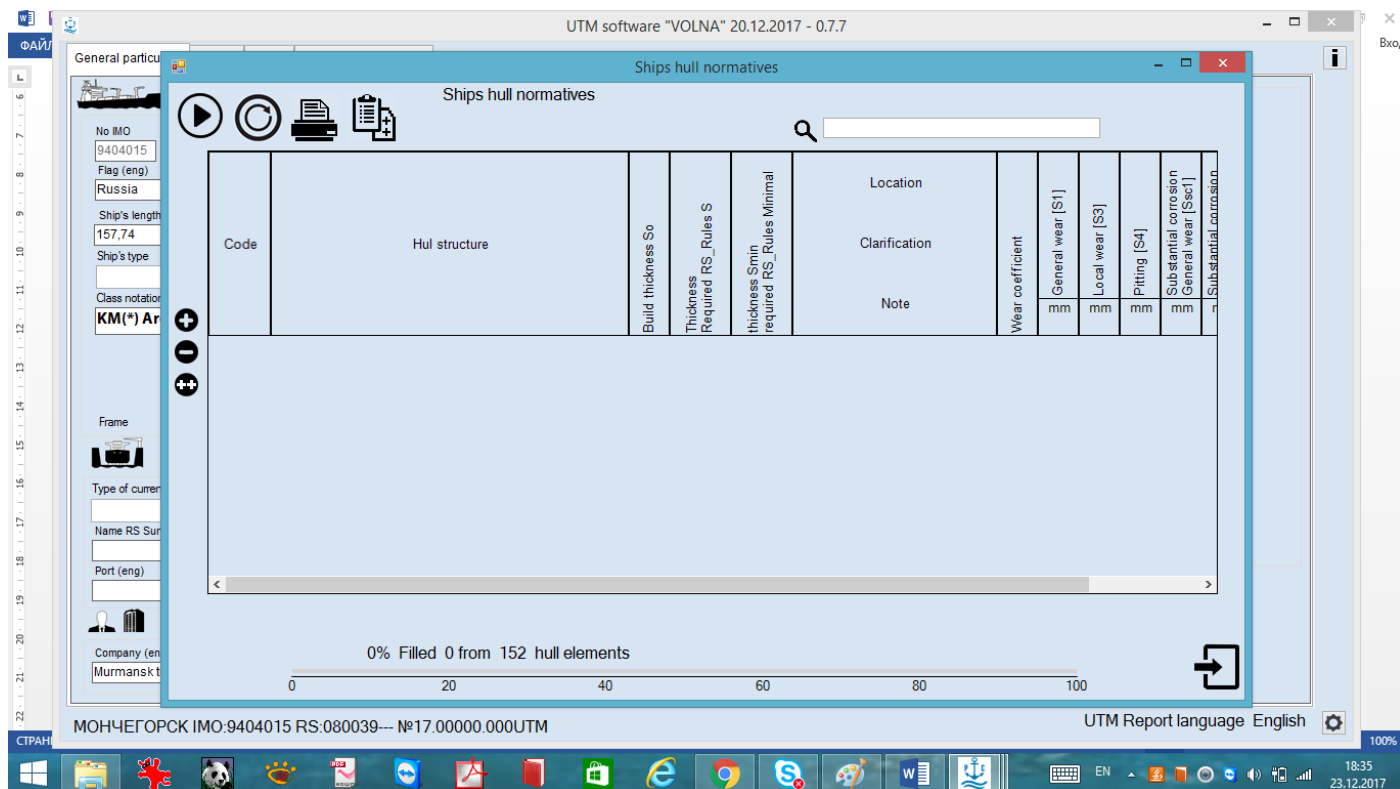 UTM software "VOLNA" 20.12.2017 - 0.7.7
ФАЙЛ
General particu
Ships hull normatives
Ships hull normatives
No IMO
9404015
Flag (eng)
Russia
Ship's length
157,74
Ship's type
Class notation
KM(*) Ar
Frame
Type of curren
Name RS Sur
Port (eng)
Company (en
Murmansk t
Code
Hul structure
Build thickness So
Thickness
Required RS_Rules S
thickness Smin
required RS_Rules Minimal
Location
Clarification
Note
Wear coefficient
General wear [S1]
mm
Local wear [S3]
mm
Pitting [S4]
mm
Substantial corrosion
General wear [Ssc1]
mm
Substantial corrosion
0% Filled 0 from 152 hull elements
0 20 40 60 80 100
МОНЧЕГОРСК IMO:9404015 RS:080039--- №17.00000.000UTM
UTM Report language English
100%
EN
18:35
23.12.2017